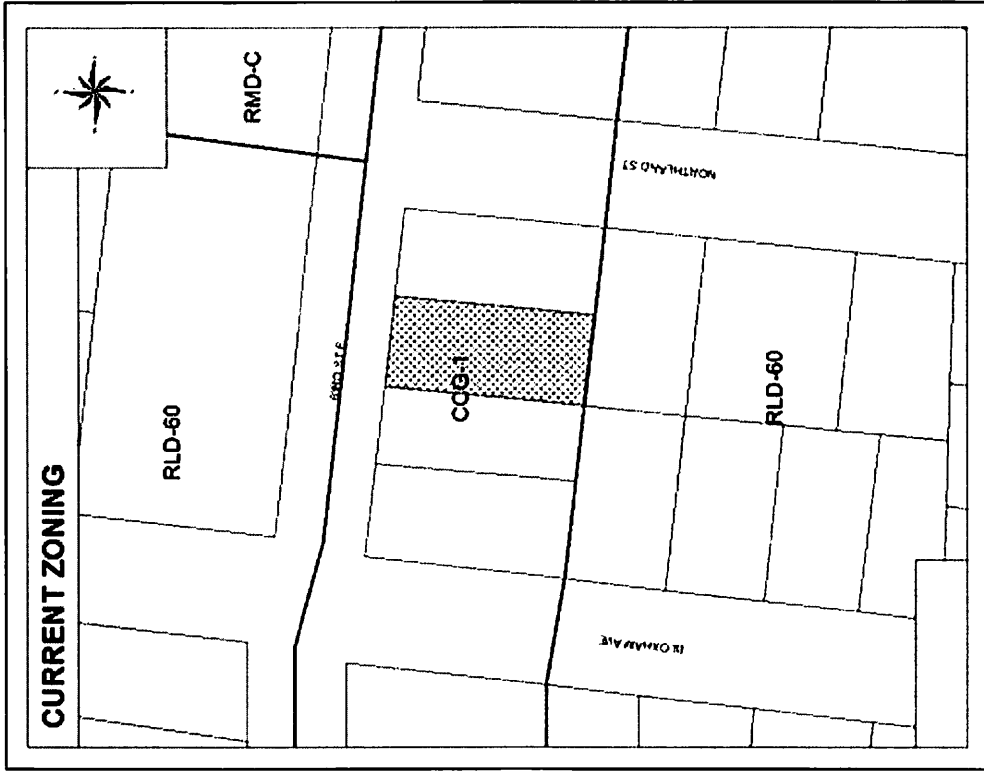 CURRENT ZONING
RMD-C
RLD-60
CCG-1
NORTHLAND ST
RLD-60